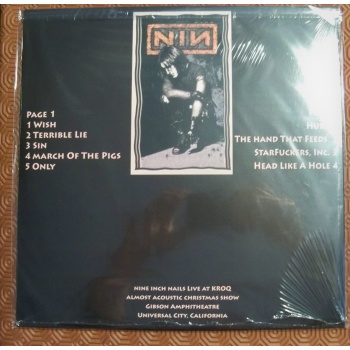 NIN
Page 1
1 Wish
2 Terrible Lie
3 Sin
4 March Of The Pigs
5 Only
The Hand That Feeds
StarFuckers, Inc.
Head Like A Hole 4
Nine Inch Nails Live at KROQ
Almost Acoustic Christmas Show
Gibson Amphitheatre
Universal City, California